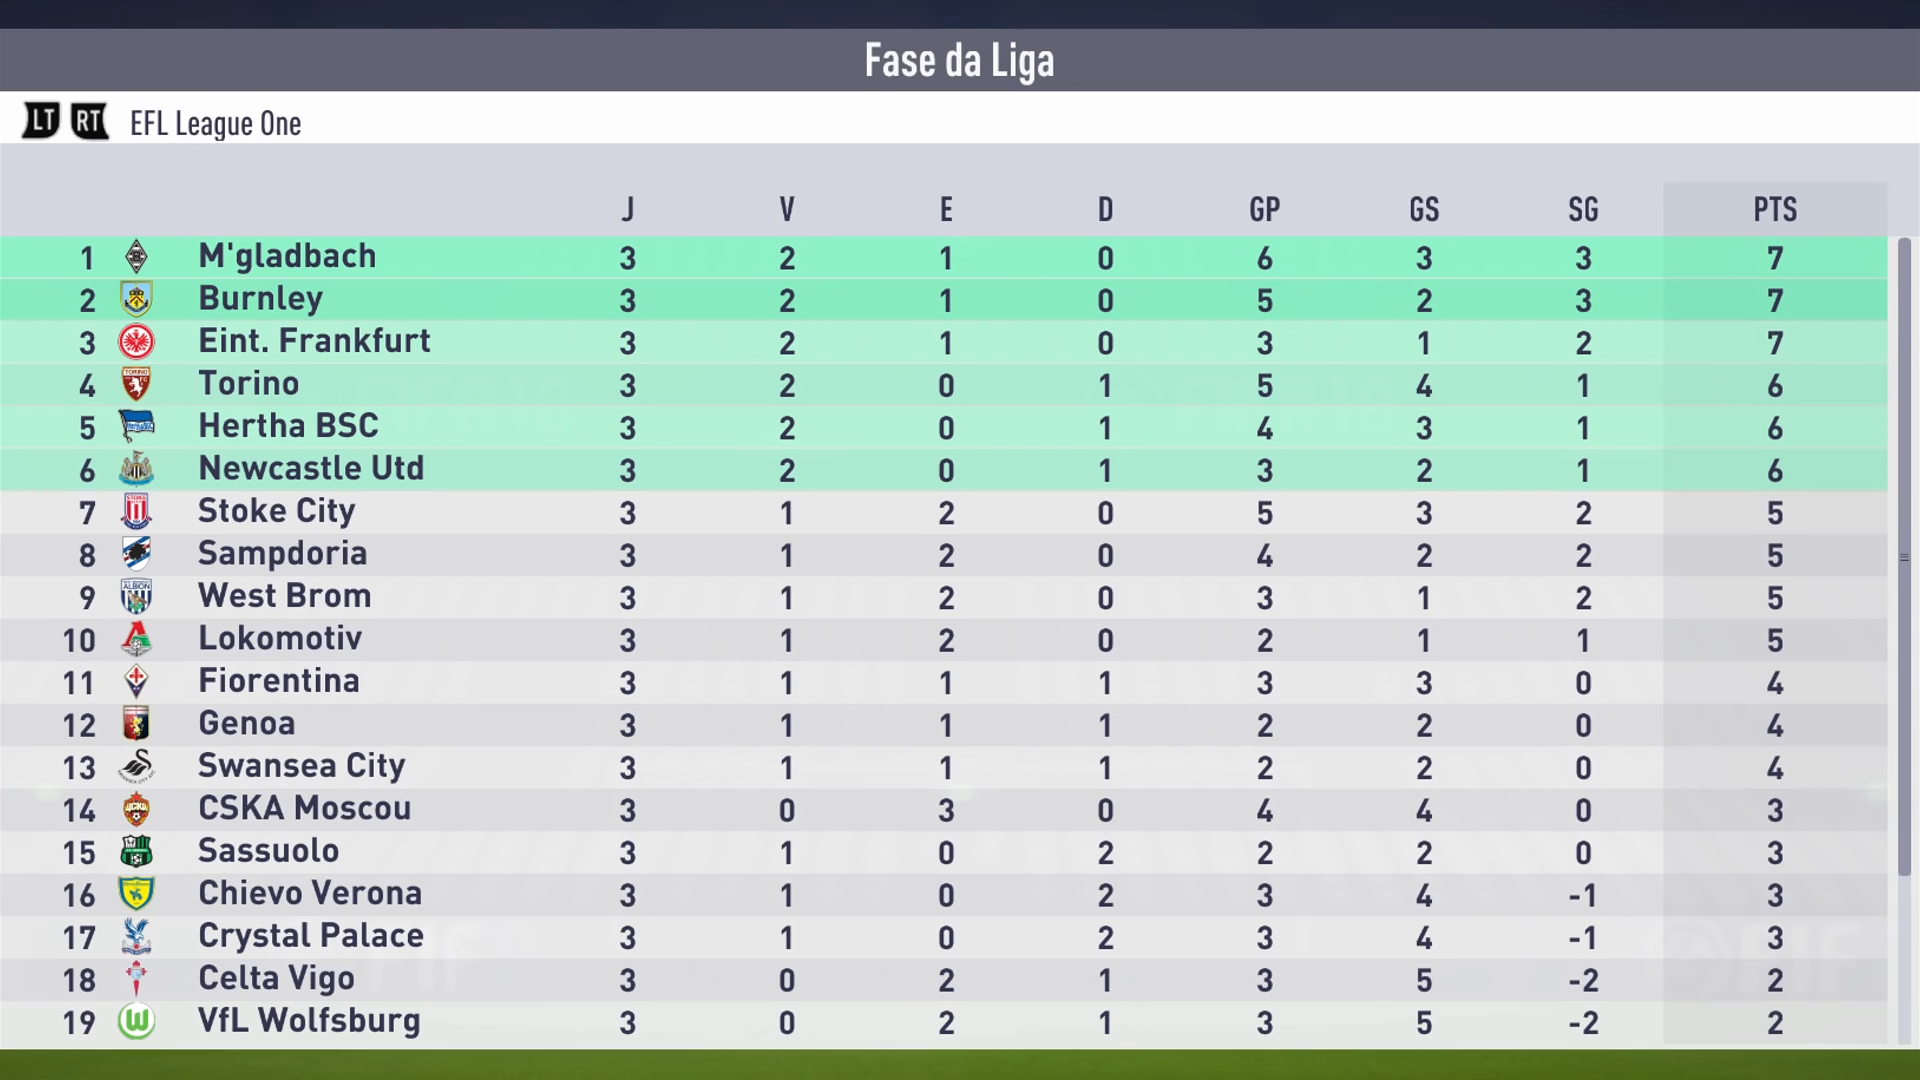 Fase da Liga
LT RT EFL League One
J V E D GP GS SG PTS
1 M'gladbach 3 2 1 0 6 3 3 7
2 Burnley 3 2 1 0 5 2 3 7
3 Eint. Frankfurt 3 2 1 0 3 1 2 7
4 Torino 3 2 0 1 5 4 1 6
5 Hertha BSC 3 2 0 1 4 3 1 6
6 Newcastle Utd 3 2 0 1 3 2 1 6
7 Stoke City 3 1 2 0 5 3 2 5
8 Sampdoria 3 1 2 0 4 2 2 5
9 West Brom 3 1 2 0 3 1 2 5
10 Lokomotiv 3 1 2 0 2 1 1 5
11 Fiorentina 3 1 1 1 3 3 0 4
12 Genoa 3 1 1 1 2 2 0 4
13 Swansea City 3 1 1 1 2 2 0 4
14 CSKA Moscou 3 0 3 0 4 4 0 3
15 Sassuolo 3 1 0 2 2 2 0 3
16 Chievo Verona 3 1 0 2 3 4 -1 3
17 Crystal Palace 3 1 0 2 3 4 -1 3
18 Celta Vigo 3 0 2 1 3 5 -2 2
19 VfL Wolfsburg 3 0 2 1 3 5 -2 2